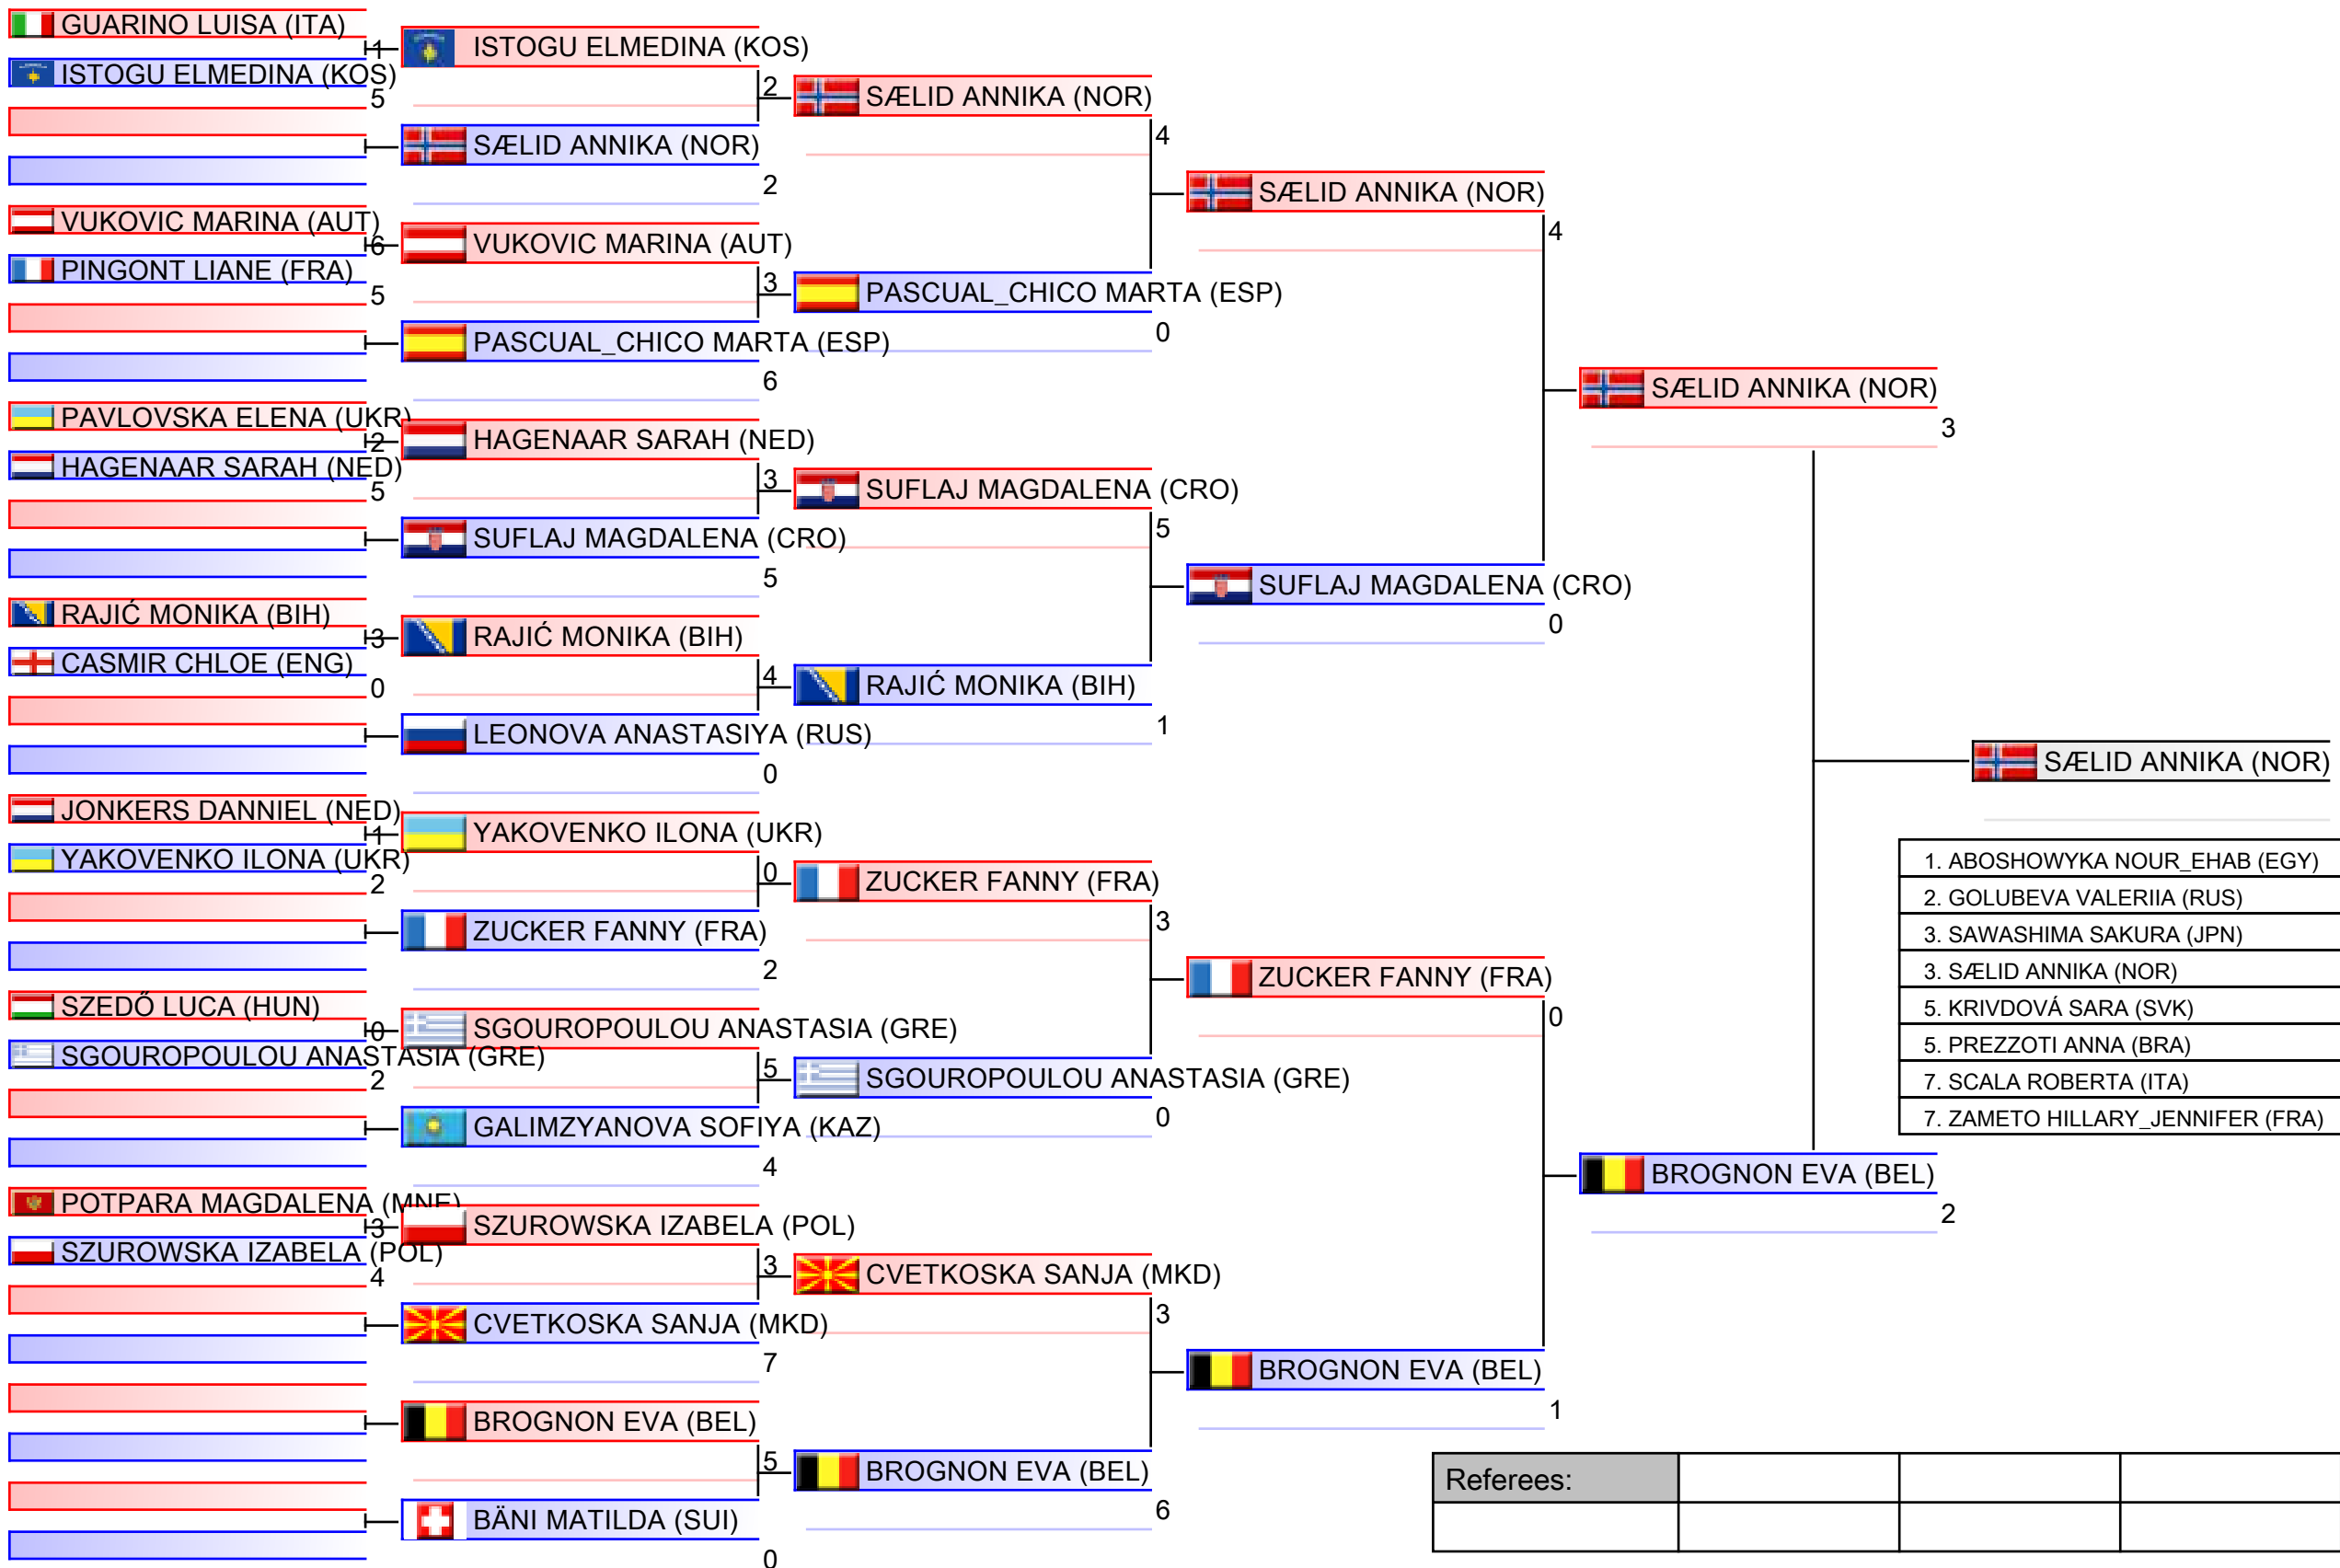 GUARINO LUISA (ITA)
1
ISTOGU ELMEDINA (KOS)
5
VUKOVIC MARINA (AUT)
6
PINGONT LIANE (FRA)
5
PAVLOVSKA ELENA (UKR)
2
HAGENAAR SARAH (NED)
5
RAJIĆ MONIKA (BIH)
3
CASMIR CHLOE (ENG)
0
JONKERS DANNIEL (NED)
1
YAKOVENKO ILONA (UKR)
2
SZEDŐ LUCA (HUN)
0
SGOUROPOULOU ANASTASIA (GRE)
2
POTPARA MAGDALENA (MNE)
3
SZUROWSKA IZABELA (POL)
4
ISTOGU ELMEDINA (KOS)
2
SÆLID ANNIKA (NOR)
2
VUKOVIC MARINA (AUT)
3
PASCUAL_CHICO MARTA (ESP)
6
HAGENAAR SARAH (NED)
3
SUFLAJ MAGDALENA (CRO)
5
RAJIĆ MONIKA (BIH)
4
LEONOVA ANASTASIYA (RUS)
0
YAKOVENKO ILONA (UKR)
0
ZUCKER FANNY (FRA)
2
SGOUROPOULOU ANASTASIA (GRE)
5
GALIMZYANOVA SOFIYA (KAZ)
4
SZUROWSKA IZABELA (POL)
3
CVETKOSKA SANJA (MKD)
7
BROGNON EVA (BEL)
5
BÄNI MATILDA (SUI)
0
SÆLID ANNIKA (NOR)
4
PASCUAL_CHICO MARTA (ESP)
0
SUFLAJ MAGDALENA (CRO)
5
RAJIĆ MONIKA (BIH)
1
ZUCKER FANNY (FRA)
3
SGOUROPOULOU ANASTASIA (GRE)
0
CVETKOSKA SANJA (MKD)
3
BROGNON EVA (BEL)
6
SÆLID ANNIKA (NOR)
4
SUFLAJ MAGDALENA (CRO)
0
ZUCKER FANNY (FRA)
0
BROGNON EVA (BEL)
1
SÆLID ANNIKA (NOR)
3
BROGNON EVA (BEL)
2
SÆLID ANNIKA (NOR)
1. ABOSHOWYKA NOUR_EHAB (EGY)
2. GOLUBEVA VALERIIA (RUS)
3. SAWASHIMA SAKURA (JPN)
3. SÆLID ANNIKA (NOR)
5. KRIVDOVÁ SARA (SVK)
5. PREZZOTI ANNA (BRA)
7. SCALA ROBERTA (ITA)
7. ZAMETO HILLARY_JENNIFER (FRA)
Referees: